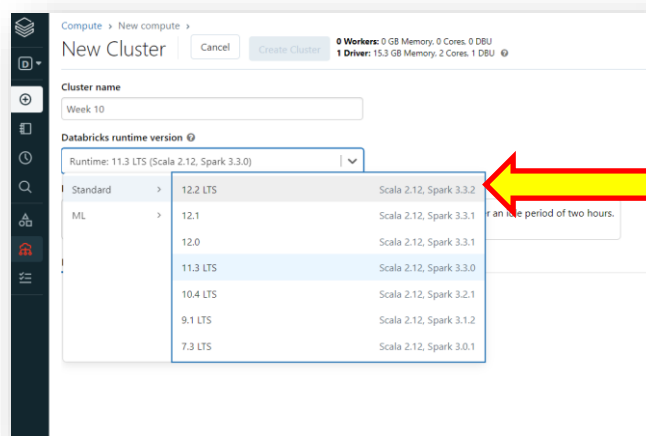 Compute > New compute >
New Cluster
Cancel
Create Cluster
0 Workers: 0 GB Memory, 0 Cores, 0 DBU
1 Driver: 15.3 GB Memory, 2 Cores, 1 DBU
D
Cluster name
Week 10
Databricks runtime version
Runtime: 11.3 LTS (Scala 2.12, Spark 3.3.0)
Standard >
ML >
12.2 LTS Scala 2.12, Spark 3.3.2
12.1 Scala 2.12, Spark 3.3.1
12.0 Scala 2.12, Spark 3.3.1
11.3 LTS Scala 2.12, Spark 3.3.0
10.4 LTS Scala 2.12, Spark 3.2.1
9.1 LTS Scala 2.12, Spark 3.1.2
7.3 LTS Scala 2.12, Spark 3.0.1
period of two hours.